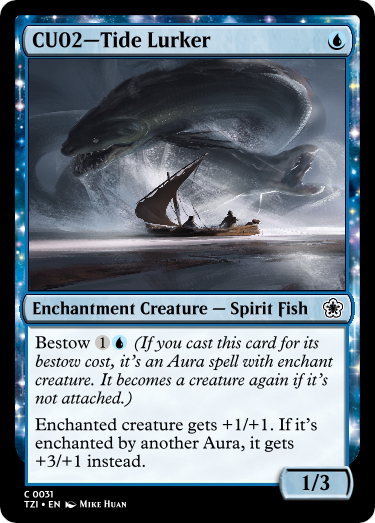 CU02—Tide Lurker
Enchantment Creature — Spirit Fish
Bestow 1 (If you cast this card for its
bestow cost, it's an Aura spell with enchant
creature. It becomes a creature again if it's
not attached.)
Enchanted creature gets +1/+1. If it's
enchanted by another Aura, it gets
+3/+1 instead.
1/3
C 0031
TZI • EN Mike Huan